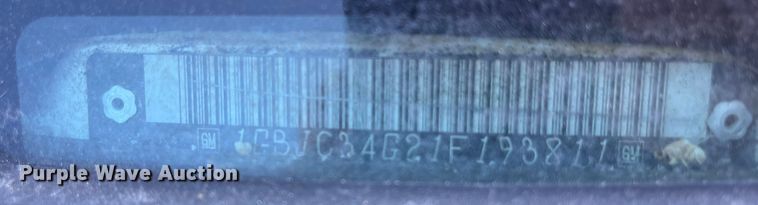 GM 1GBJC34G21F193811 GM
Purple Wave Auction